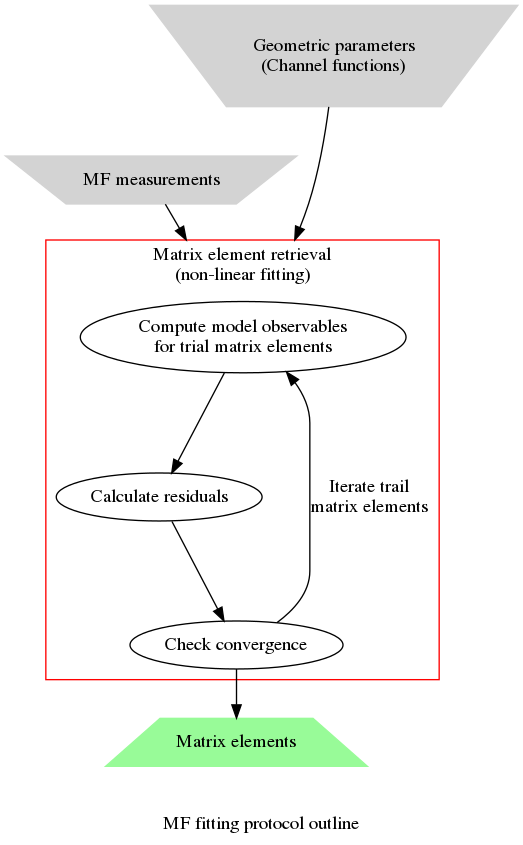 Geometric parameters
(Channel functions)
MF measurements
Matrix element retrieval
(non-linear fitting)
Compute model observables
for trial matrix elements
Calculate residuals
Iterate trail
matrix elements
Check convergence
Matrix elements
MF fitting protocol outline